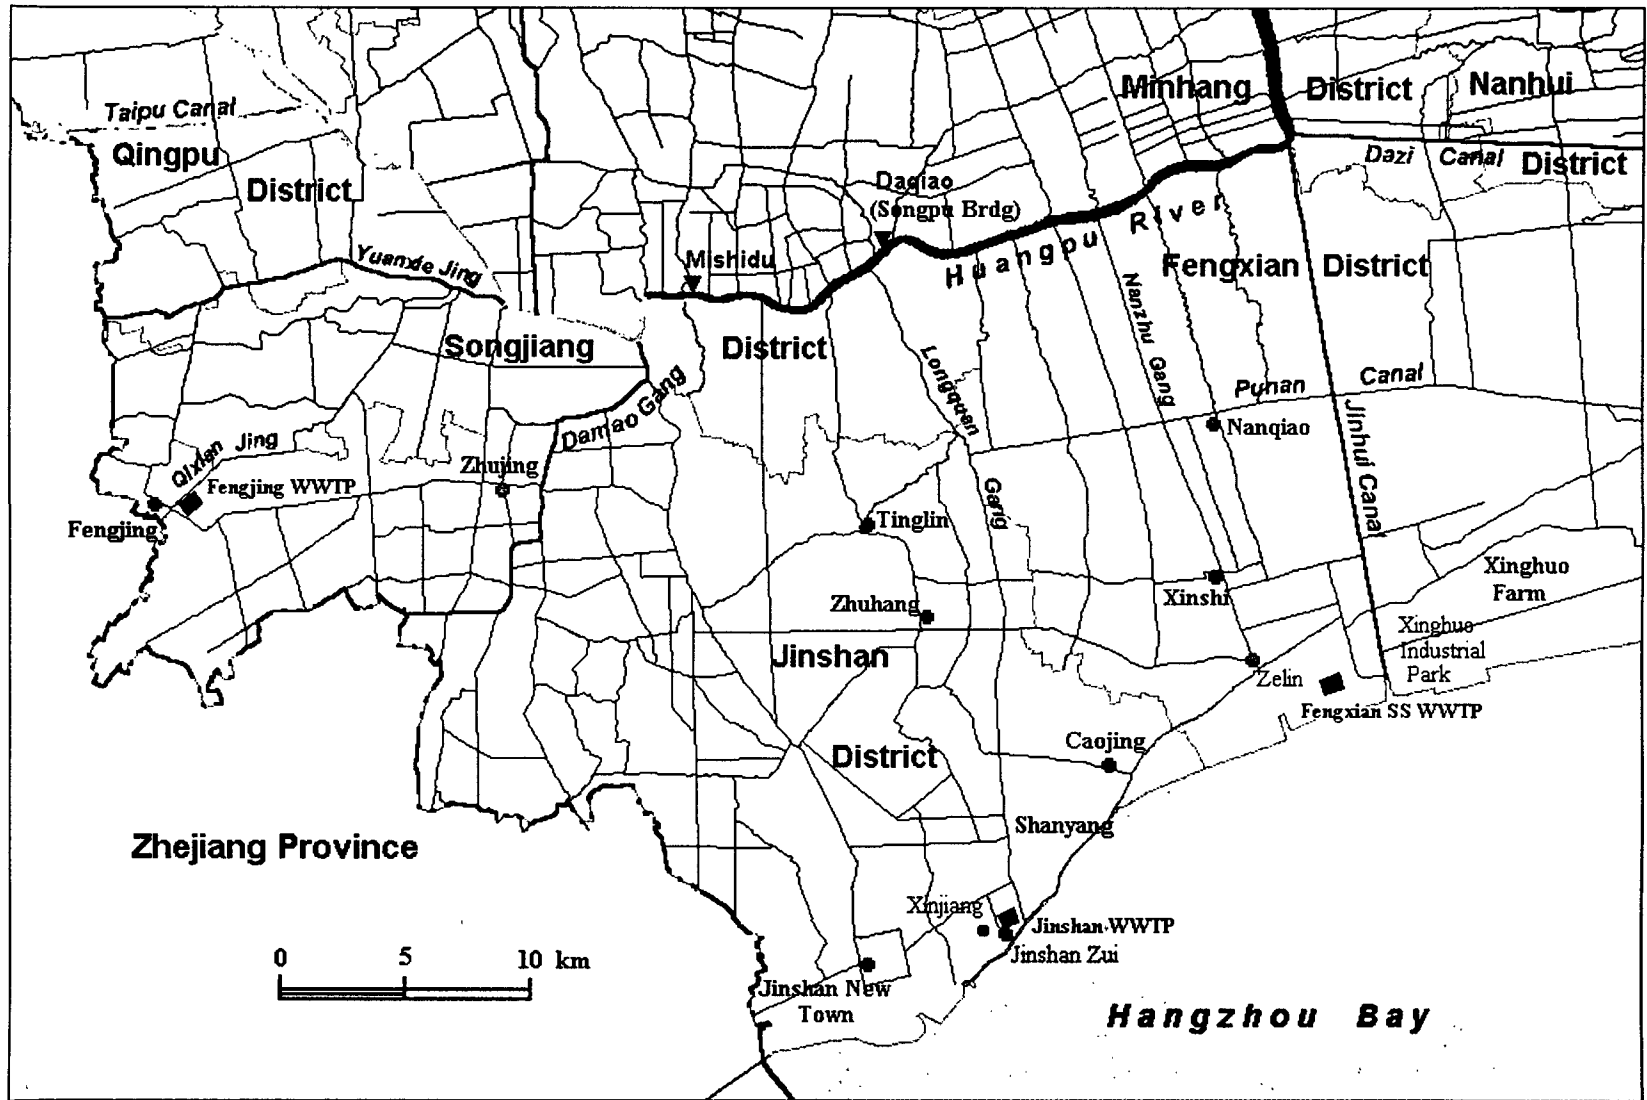 Minhang District Nanhui
Taipu Canal
Qingpu
Dazi Canal District
District
Daqiao
(Songpu Brdg)
Huangpu River
Yuanxie Jing
Mishidu
Fengxian District
Nanzhu Gang
Songjiang District
Longquan Gang
Punan Canal
Damao Gang
Jinhui Canal
Nanqiao
Qixian Jing
Zhujing
Fengjing WWTP
Fengjing
Tinglin
Xinghuo
Farm
Xinshi
Zhuhang
Xinghuo
Industrial
Park
Jinshan
Zelin
Fengxian SS WWTP
Caojing
District
Shanyang
Zhejiang Province
Xinjiang
Jinshan WWTP
Jinshan Zui
0 5 10 km
Jinshan New
Town
Hangzhou Bay